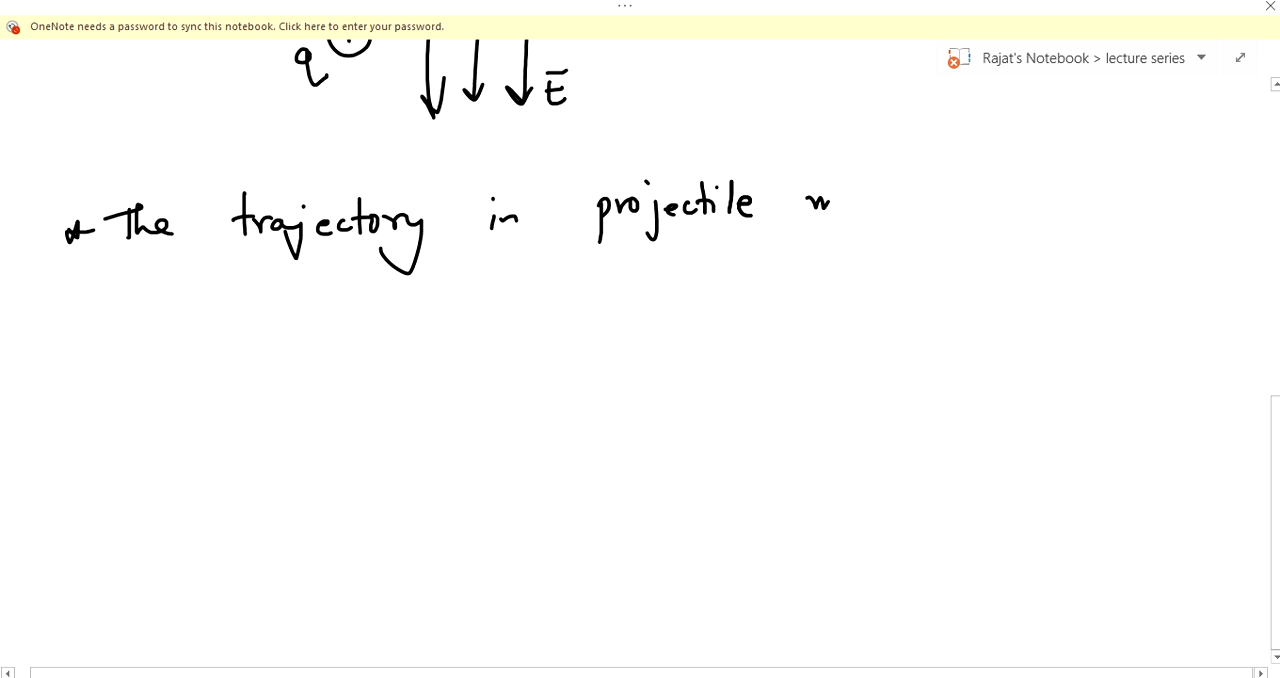 OneNote needs a password to sync this notebook. Click here to enter your password.
Rajat's Notebook > lecture series
q
E
The trajectory in projectile